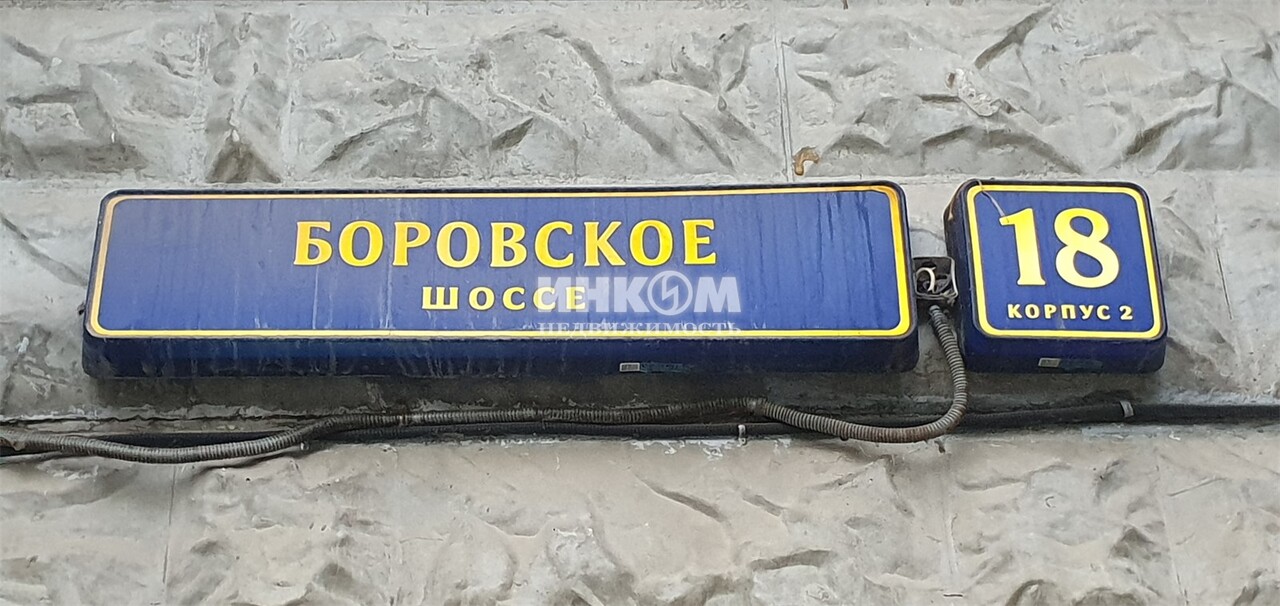 БОРОВСКОЕ
ШОССЕ
18
КОРПУС 2
ИНКОМ
НЕДВИЖИМОСТЬ